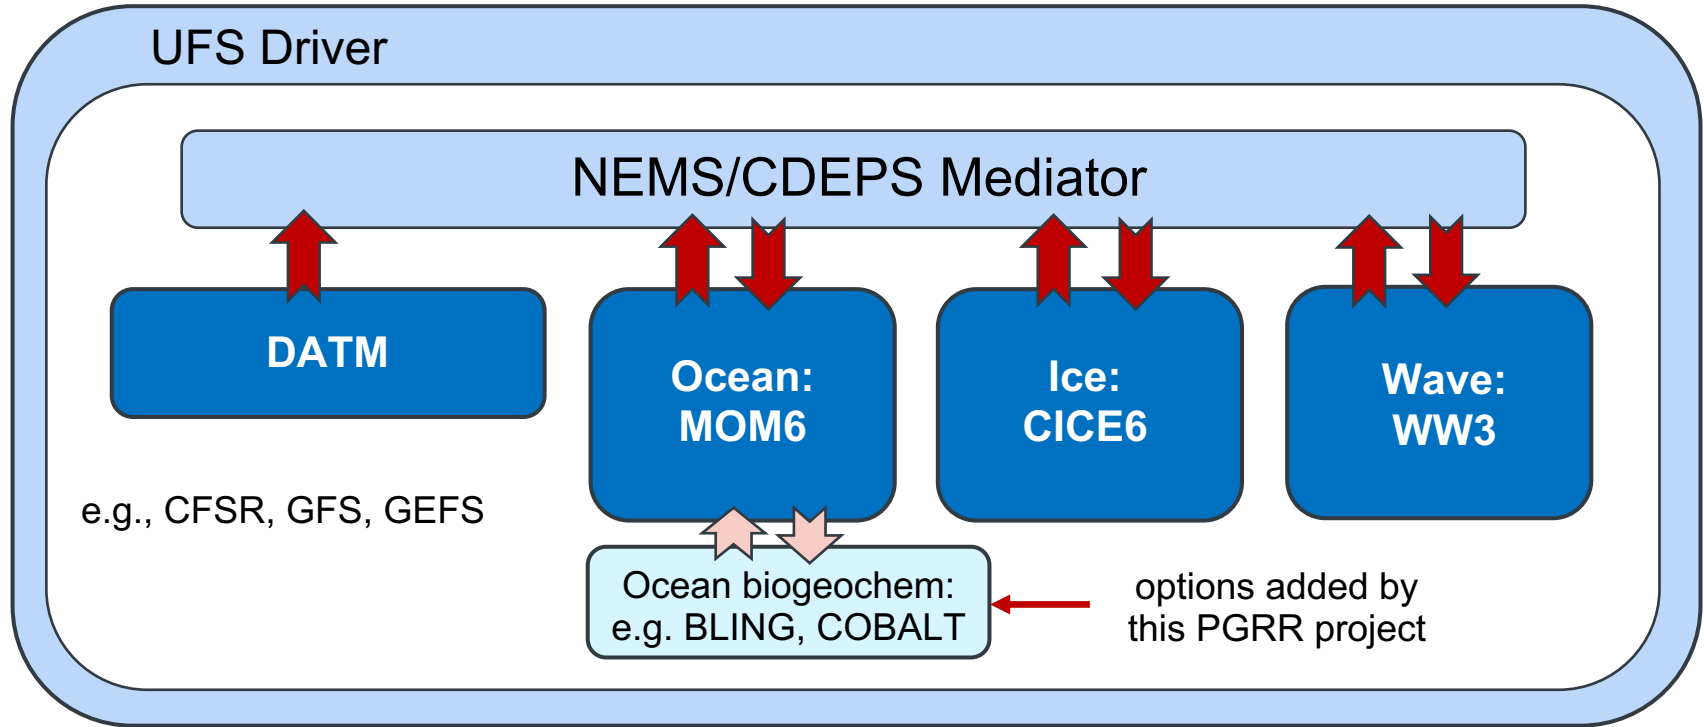 UFS Driver
NEMS/CDEPS Mediator
DATM
Ocean:
MOM6
Ice:
CICE6
Wave:
WW3
e.g., CFSR, GFS, GEFS
Ocean biogeochem:
e.g. BLING, COBALT
options added by
this PGRR project